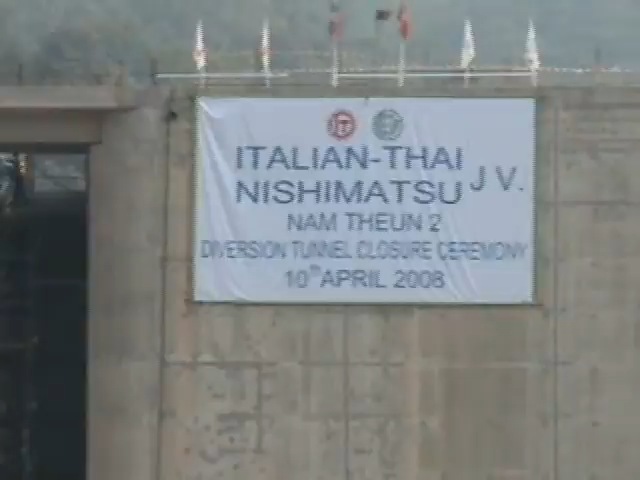 ITALIAN-THAI
NISHIMATSU J V.
NAM THEUN 2
DIVERSION TUNNEL CLOSURE CEREMONY
10th APRIL 2008